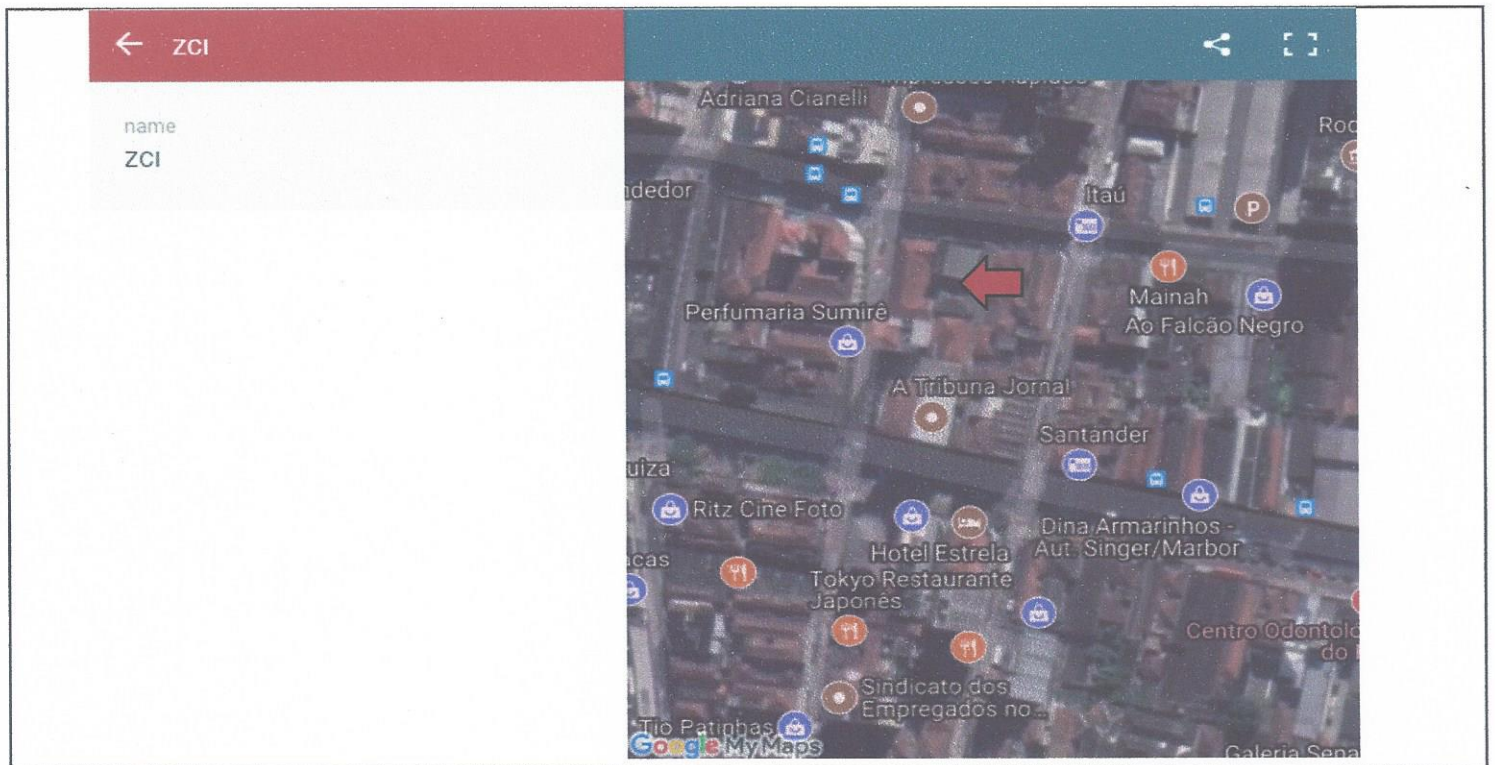 ZCI
name
ZCI
Adriana Cianelli
Itaú
P
Mainah
Ao Falcão Negro
Perfumaria Sumirê
A Tribuna Jornal
Santander
Ritz Cine Foto
Hotel Estrela
Dina Armarinhos -
Aut. Singer/Marbor
Tokyo Restaurante
Japonês
Sindicato dos
Empregados no...
Tio Patinhas
Google My Maps
ndedor
Roc
uiza
acas
Centro Odontolo
do
Galeria Sena